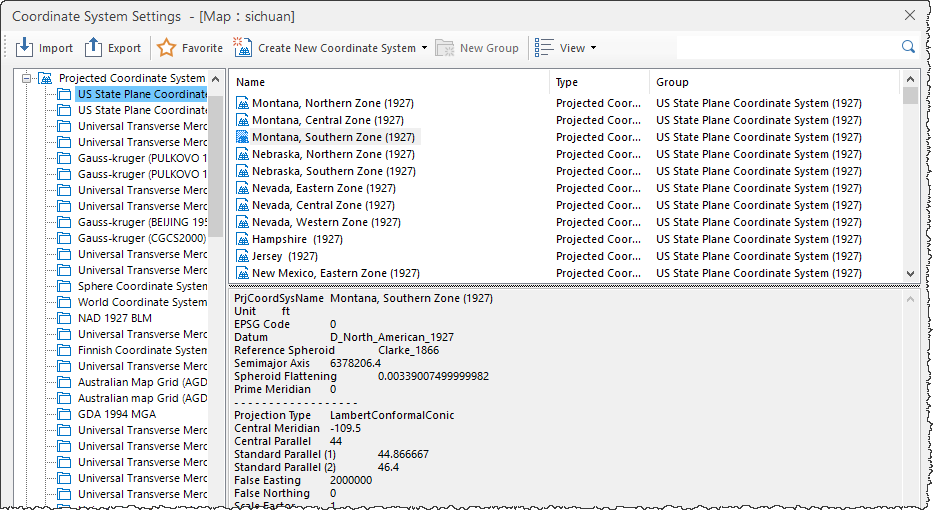 Coordinate System Settings - [Map：sichuan]
Import Export Favorite Create New Coordinate System New Group View
Projected Coordinate System
US State Plane Coordinate
US State Plane Coordinate
Universal Transverse Merc
Universal Transverse Merc
Gauss-kruger (PULKOVO 1
Gauss-kruger (PULKOVO 1
Universal Transverse Merc
Universal Transverse Merc
Gauss-kruger (BEIJING 195
Gauss-kruger (CGCS2000)
Universal Transverse Merc
Universal Transverse Merc
Sphere Coordinate System
World Coordinate System
NAD 1927 BLM
Universal Transverse Merc
Finnish Coordinate System
Universal Transverse Merc
Australian Map Grid (AGD
Australian map Grid (AGD
GDA 1994 MGA
Universal Transverse Merc
Universal Transverse Merc
Universal Transverse Merc
Universal Transverse Merc
Universal Transverse Merc
Name Type Group
Montana, Northern Zone (1927) Projected Coor... US State Plane Coordinate System (1927)
Montana, Central Zone (1927) Projected Coor... US State Plane Coordinate System (1927)
Montana, Southern Zone (1927) Projected Coor... US State Plane Coordinate System (1927)
Nebraska, Northern Zone (1927) Projected Coor... US State Plane Coordinate System (1927)
Nebraska, Southern Zone (1927) Projected Coor... US State Plane Coordinate System (1927)
Nevada, Eastern Zone (1927) Projected Coor... US State Plane Coordinate System (1927)
Nevada, Central Zone (1927) Projected Coor... US State Plane Coordinate System (1927)
Nevada, Western Zone (1927) Projected Coor... US State Plane Coordinate System (1927)
Hampshire (1927) Projected Coor... US State Plane Coordinate System (1927)
Jersey (1927) Projected Coor... US State Plane Coordinate System (1927)
New Mexico, Eastern Zone (1927) Projected Coor... US State Plane Coordinate System (1927)
PrjCoordSysName Montana, Southern Zone (1927)
Unit ft
EPSG Code 0
Datum D_North_American_1927
Reference Spheroid Clarke_1866
Semimajor Axis 6378206.4
Spheroid Flattening 0.00339007499999982
Prime Meridian 0
- - - - - - - - - - - - - - - - - -
Projection Type LambertConformalConic
Central Meridian -109.5
Central Parallel 44
Standard Parallel (1) 44.866667
Standard Parallel (2) 46.4
False Easting 2000000
False Northing 0
Scale Factor 1